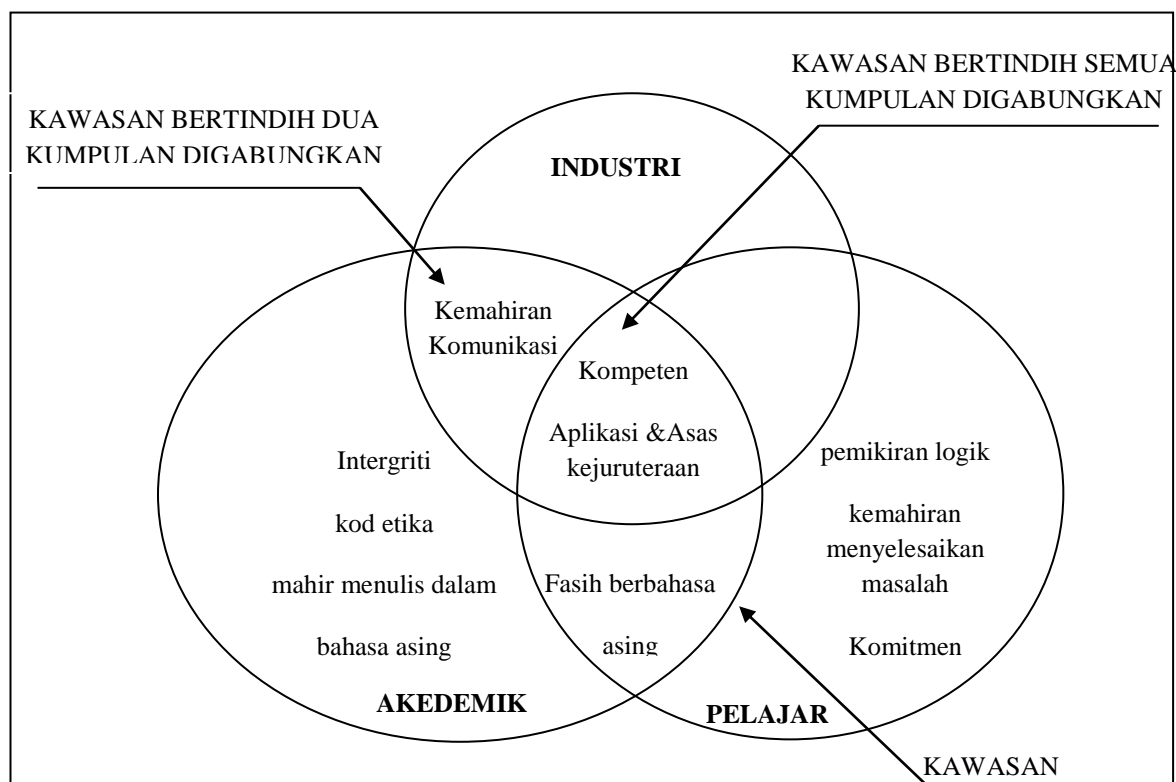 KAWASAN BERTINDIH DUA
KUMPULAN DIGABUNGKAN
KAWASAN BERTINDIH SEMUA
KUMPULAN DIGABUNGKAN
INDUSTRI
Kemahiran
Komunikasi
Kompeten
Aplikasi &Asas
kejuruteraan
Intergriti
kod etika
mahir menulis dalam
bahasa asing
AKEDEMIK
Fasih berbahasa
asing
pemikiran logik
kemahiran
menyelesaikan
masalah
Komitmen
PELAJAR
KAWASAN